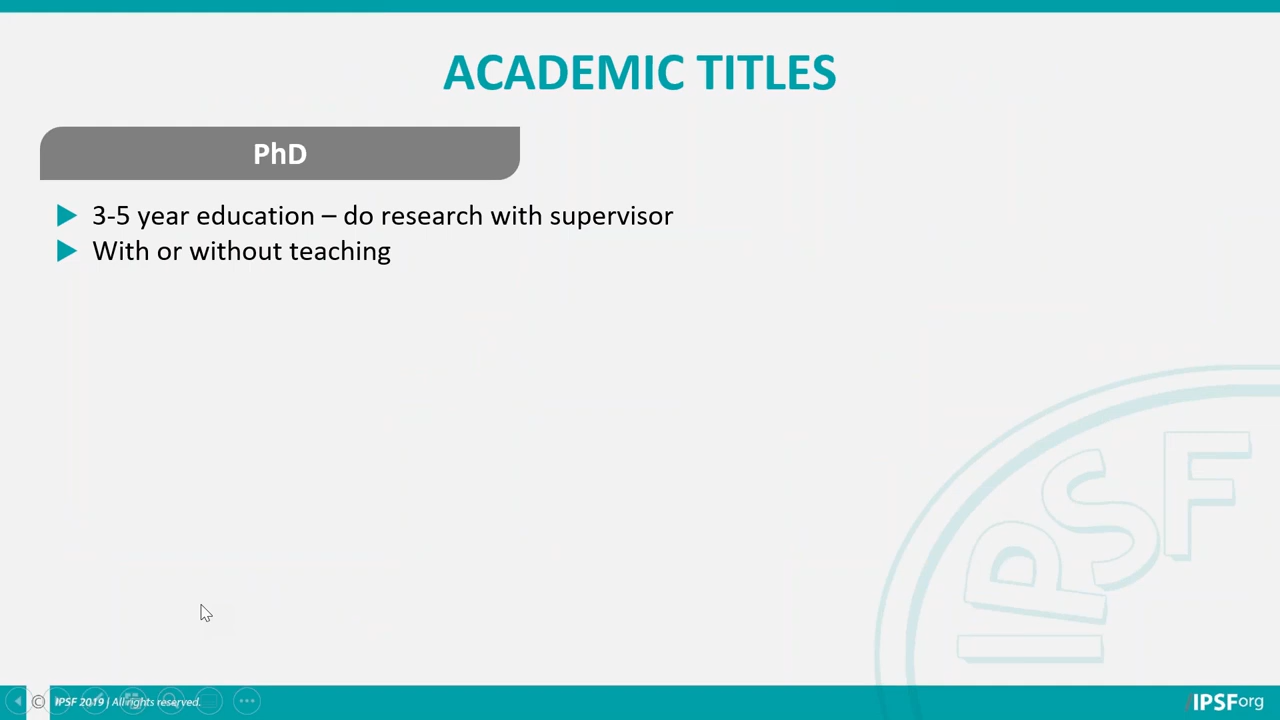 ACADEMIC TITLES
PhD
3-5 year education – do research with supervisor
With or without teaching
IPSF
© IPSF 2019 | All rights reserved.
/IPSForg